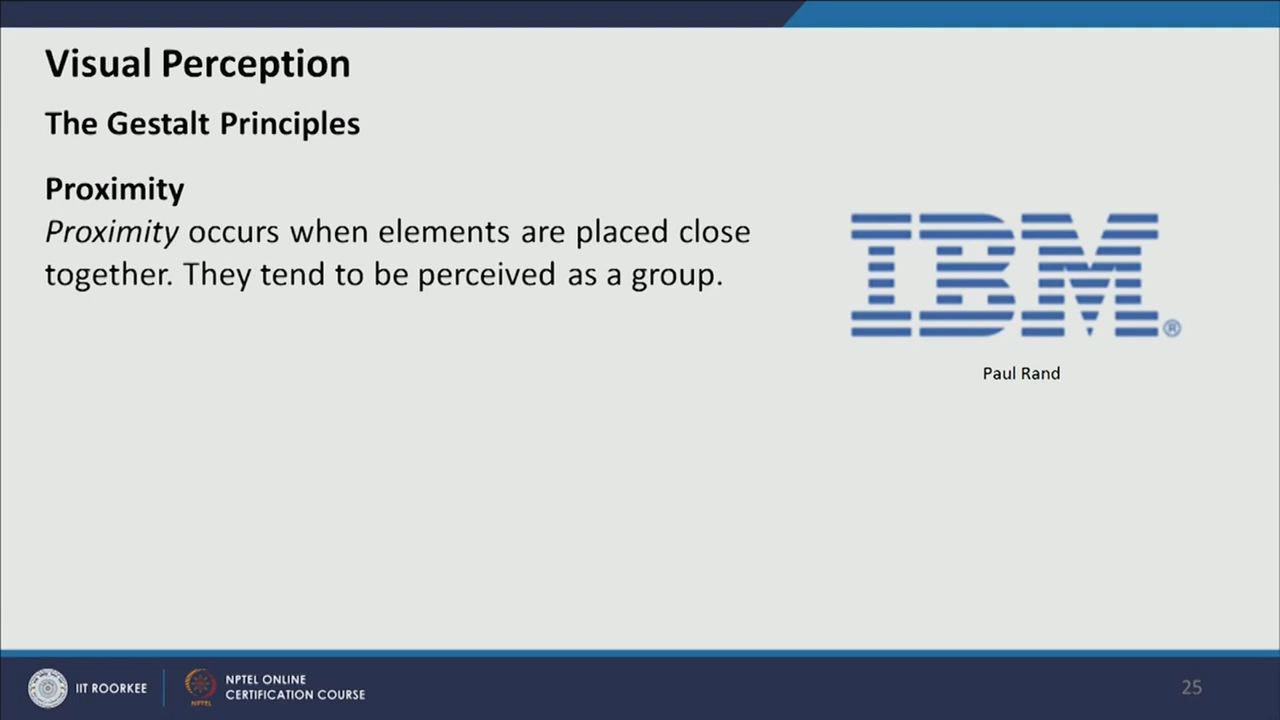 Visual Perception
The Gestalt Principles
Proximity
Proximity occurs when elements are placed close
together. They tend to be perceived as a group.
IBM®
Paul Rand
IIT ROORKEE
NPTEL
NPTEL ONLINE
CERTIFICATION COURSE
25